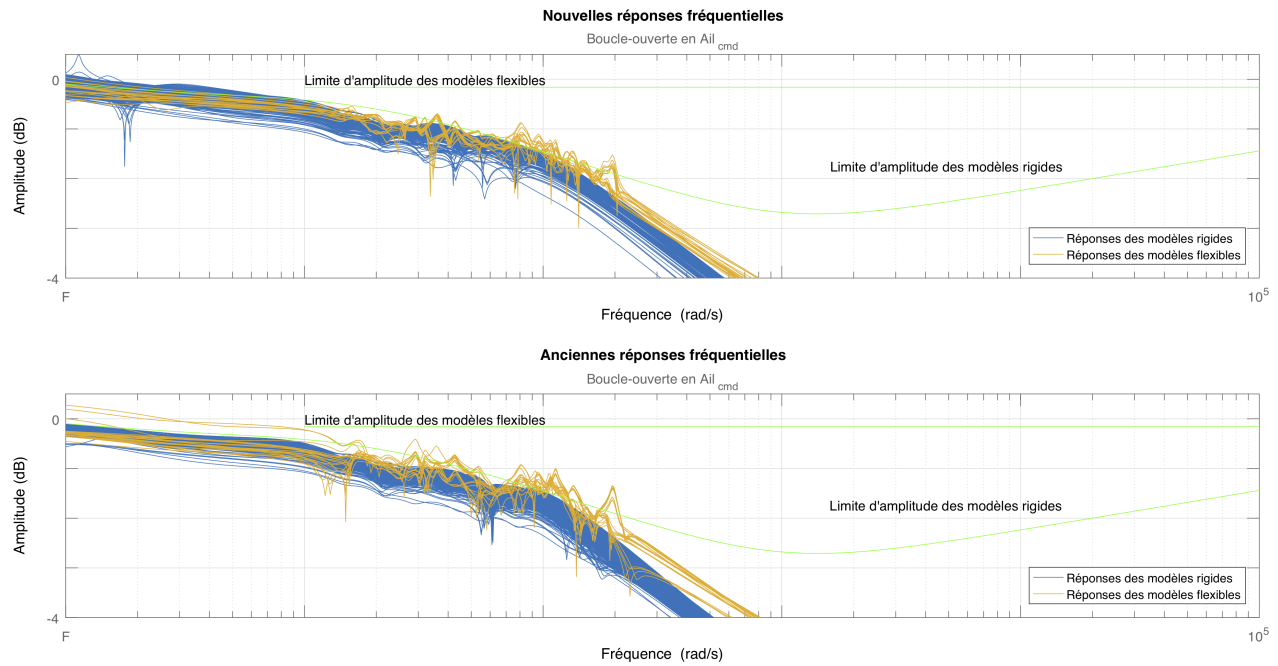 Nouvelles réponses fréquentielles
Boucle-ouverte en Ail cmd
0
Limite d'amplitude des modèles flexibles
Limite d'amplitude des modèles rigides
Amplitude (dB)
Réponses des modèles rigides
Réponses des modèles flexibles
-4
F
10^5
Fréquence (rad/s)
Anciennes réponses fréquentielles
Boucle-ouverte en Ail cmd
0
Limite d'amplitude des modèles flexibles
Limite d'amplitude des modèles rigides
Amplitude (dB)
Réponses des modèles rigides
Réponses des modèles flexibles
-4
F
10^5
Fréquence (rad/s)